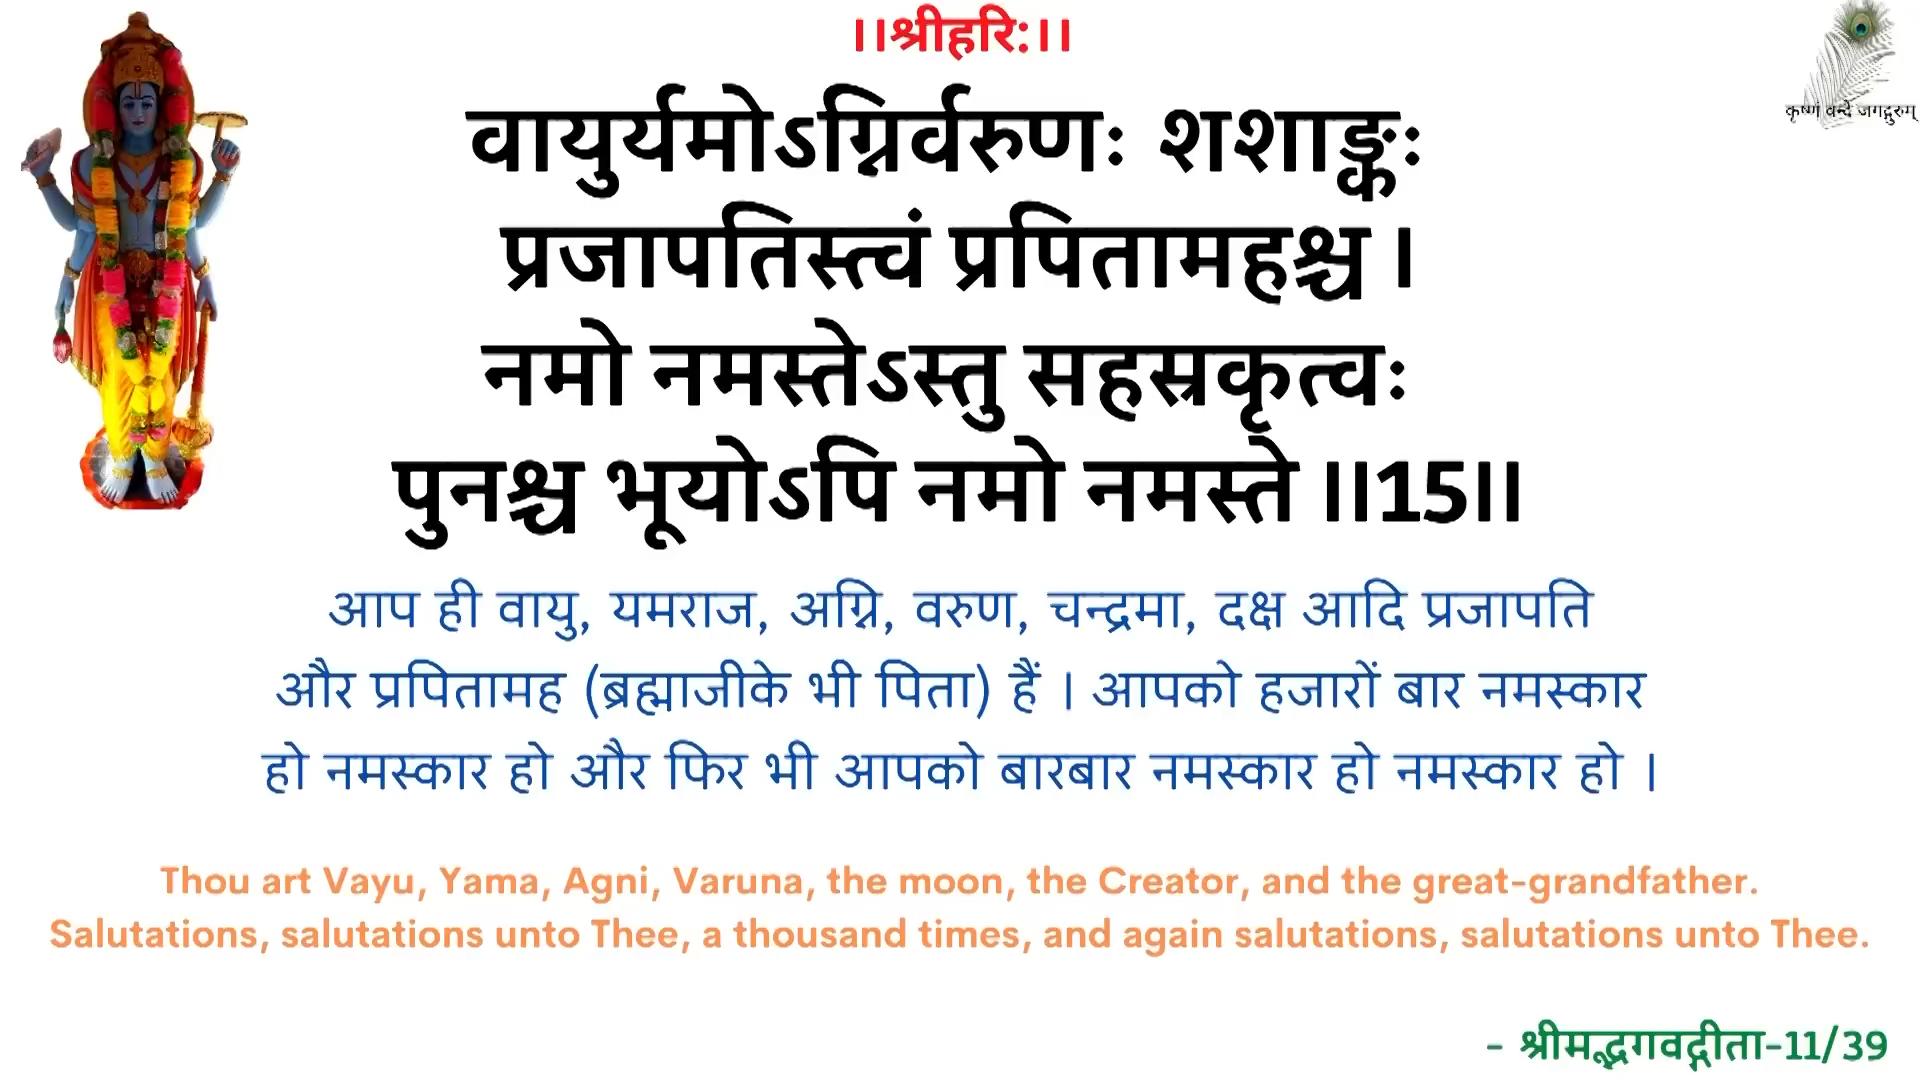 ।।श्रीहरि:।।
कृष्णं वन्दे जगद्गुरुम्
वायुर्यमोऽग्निर्वरुणः शशाङ्कः
प्रजापतिस्त्वं प्रपितामहश्च ।
नमो नमस्तेऽस्तु सहस्रकृत्वः
पुनश्च भूयोऽपि नमो नमस्ते ।।15।।
आप ही वायु, यमराज, अग्नि, वरुण, चन्द्रमा, दक्ष आदि प्रजापति
और प्रपितामह (ब्रह्माजीके भी पिता) हैं । आपको हजारों बार नमस्कार
हो नमस्कार हो और फिर भी आपको बारबार नमस्कार हो नमस्कार हो ।
Thou art Vayu, Yama, Agni, Varuna, the moon, the Creator, and the great-grandfather.
Salutations, salutations unto Thee, a thousand times, and again salutations, salutations unto Thee.
- श्रीमद्भगवद्गीता-11/39